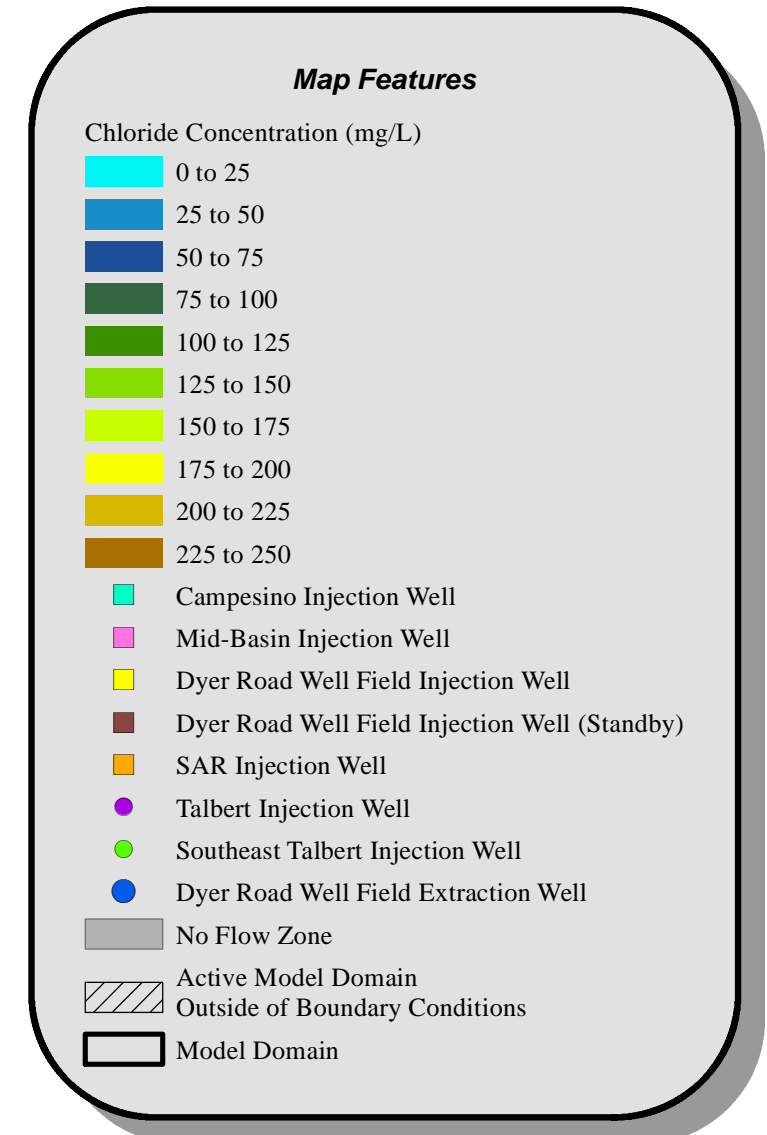 Map Features
Chloride Concentration (mg/L)
0 to 25
25 to 50
50 to 75
75 to 100
100 to 125
125 to 150
150 to 175
175 to 200
200 to 225
225 to 250
Campesino Injection Well
Mid-Basin Injection Well
Dyer Road Well Field Injection Well
Dyer Road Well Field Injection Well (Standby)
SAR Injection Well
Talbert Injection Well
Southeast Talbert Injection Well
Dyer Road Well Field Extraction Well
No Flow Zone
Active Model Domain
Outside of Boundary Conditions
Model Domain